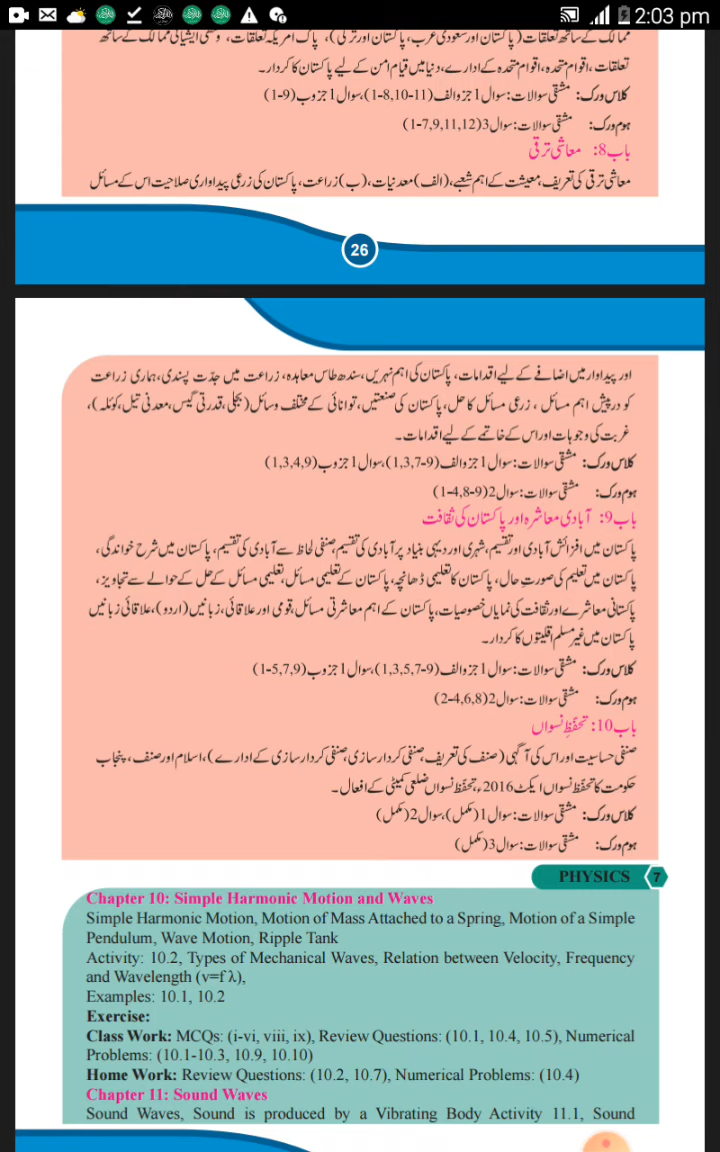 2:03 pm
ممالک کے ساتھ تعلقات (پاکستان اور سعودی عرب، پاکستان اور ترکی)، پاک امریکہ تعلقات، وسطی ایشیائی ممالک کے ساتھ
تعلقات، اقوام متحدہ، اقوام متحدہ کے ادارے، دنیا میں قیام امن کے لیے پاکستان کا کردار۔
کلاس ورک: مشقی سوالات: سوال 1 جزو الف (1-8,10-11)، سوال 1 جزو ب (1-9)
ہوم ورک: مشقی سوالات: سوال 3 (1-7,9,11,12)
باب 8: معاشی ترقی
معاشی ترقی کی تعریف، معیشت کے اہم شعبے، (الف) معدنیات، (ب) زراعت، پاکستان کی زرعی پیداواری صلاحیت اس کے مسائل
26
اور پیداوار میں اضافے کے لیے اقدامات، پاکستان کی اہم نہریں، سندھ طاس معاہدہ، زراعت میں جدّت پسندی، ہماری زراعت
کو درپیش اہم مسائل، زرعی مسائل کا حل، پاکستان کی صنعتیں، توانائی کے مختلف وسائل (بجلی، قدرتی گیس، معدنی تیل، کوئلہ)،
غربت کی وجوہات اور اس کے خاتمے کے لیے اقدامات۔
کلاس ورک: مشقی سوالات: سوال 1 جزو الف (1,3,7-9)، سوال 1 جزو ب (1,3,4,9)
ہوم ورک: مشقی سوالات: سوال 2 (1-4,8-9)
باب 9: آبادی معاشرہ اور پاکستان کی ثقافت
پاکستان میں افزائش آبادی اور تقسیم، شہری اور دیہی بنیاد پر آبادی کی تقسیم، صنفی لحاظ سے آبادی کی تقسیم، پاکستان میں شرح خواندگی،
پاکستان میں تعلیم کی صورت حال، پاکستان کا تعلیمی ڈھانچہ، پاکستان کے تعلیمی مسائل، تعلیمی مسائل کے حل کے حوالے سے تجاویز،
پاکستانی معاشرے اور ثقافت کی نمایاں خصوصیات، پاکستان کے اہم معاشرتی مسائل، قومی اور علاقائی، زبانیں (اردو)، علاقائی زبانیں
پاکستان میں غیر مسلم اقلیتوں کا کردار۔
کلاس ورک: مشقی سوالات: سوال 1 جزو الف (1,3,5,7-9)، سوال 1 جزو ب (1-5,7,9)
ہوم ورک: مشقی سوالات: سوال 2 (2-4,6,8)
باب 10: تحفّظِ نسواں
صنفی حساسیت اور اس کی آگہی (صنف کی تعریف، صنفی کردار سازی، صنفی کردار سازی کے ادارے)، اسلام اور صنف، پنجاب
حکومت کا تحفّظ نسواں ایکٹ 2016ء، تحفّظ نسواں ضلعی کمیٹی کے افعال۔
کلاس ورک: مشقی سوالات: سوال 1 (مکمل)، سوال 2 (مکمل)
ہوم ورک: مشقی سوالات: سوال 3 (مکمل)
PHYSICS 7
Chapter 10: Simple Harmonic Motion and Waves
Simple Harmonic Motion, Motion of Mass Attached to a Spring, Motion of a Simple
Pendulum, Wave Motion, Ripple Tank
Activity: 10.2, Types of Mechanical Waves, Relation between Velocity, Frequency
and Wavelength (v=f λ),
Examples: 10.1, 10.2
Exercise:
Class Work: MCQs: (i-vi, viii, ix), Review Questions: (10.1, 10.4, 10.5), Numerical
Problems: (10.1-10.3, 10.9, 10.10)
Home Work: Review Questions: (10.2, 10.7), Numerical Problems: (10.4)
Chapter 11: Sound Waves
Sound Waves, Sound is produced by a Vibrating Body Activity 11.1, Sound